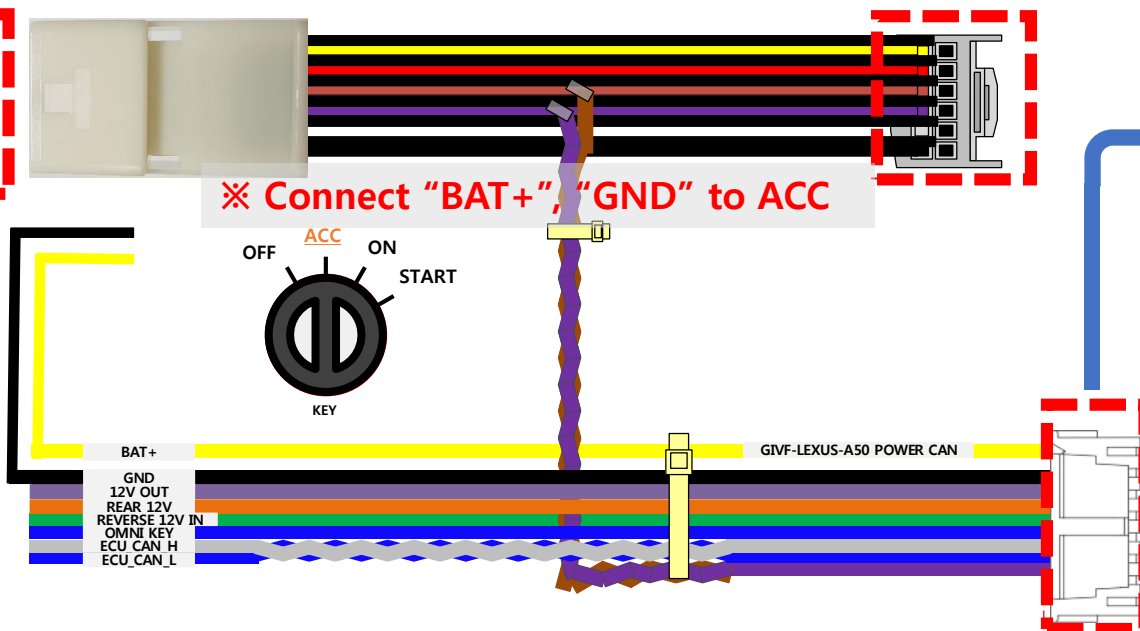 ※ Connect “BAT+”, “GND” to ACC
ACC
OFF
ON
START
KEY
BAT+
GIVF-LEXUS-A50 POWER CAN
GND
12V OUT
REAR 12V
REVERSE 12V IN
OMNI KEY
ECU_CAN_H
ECU_CAN_L